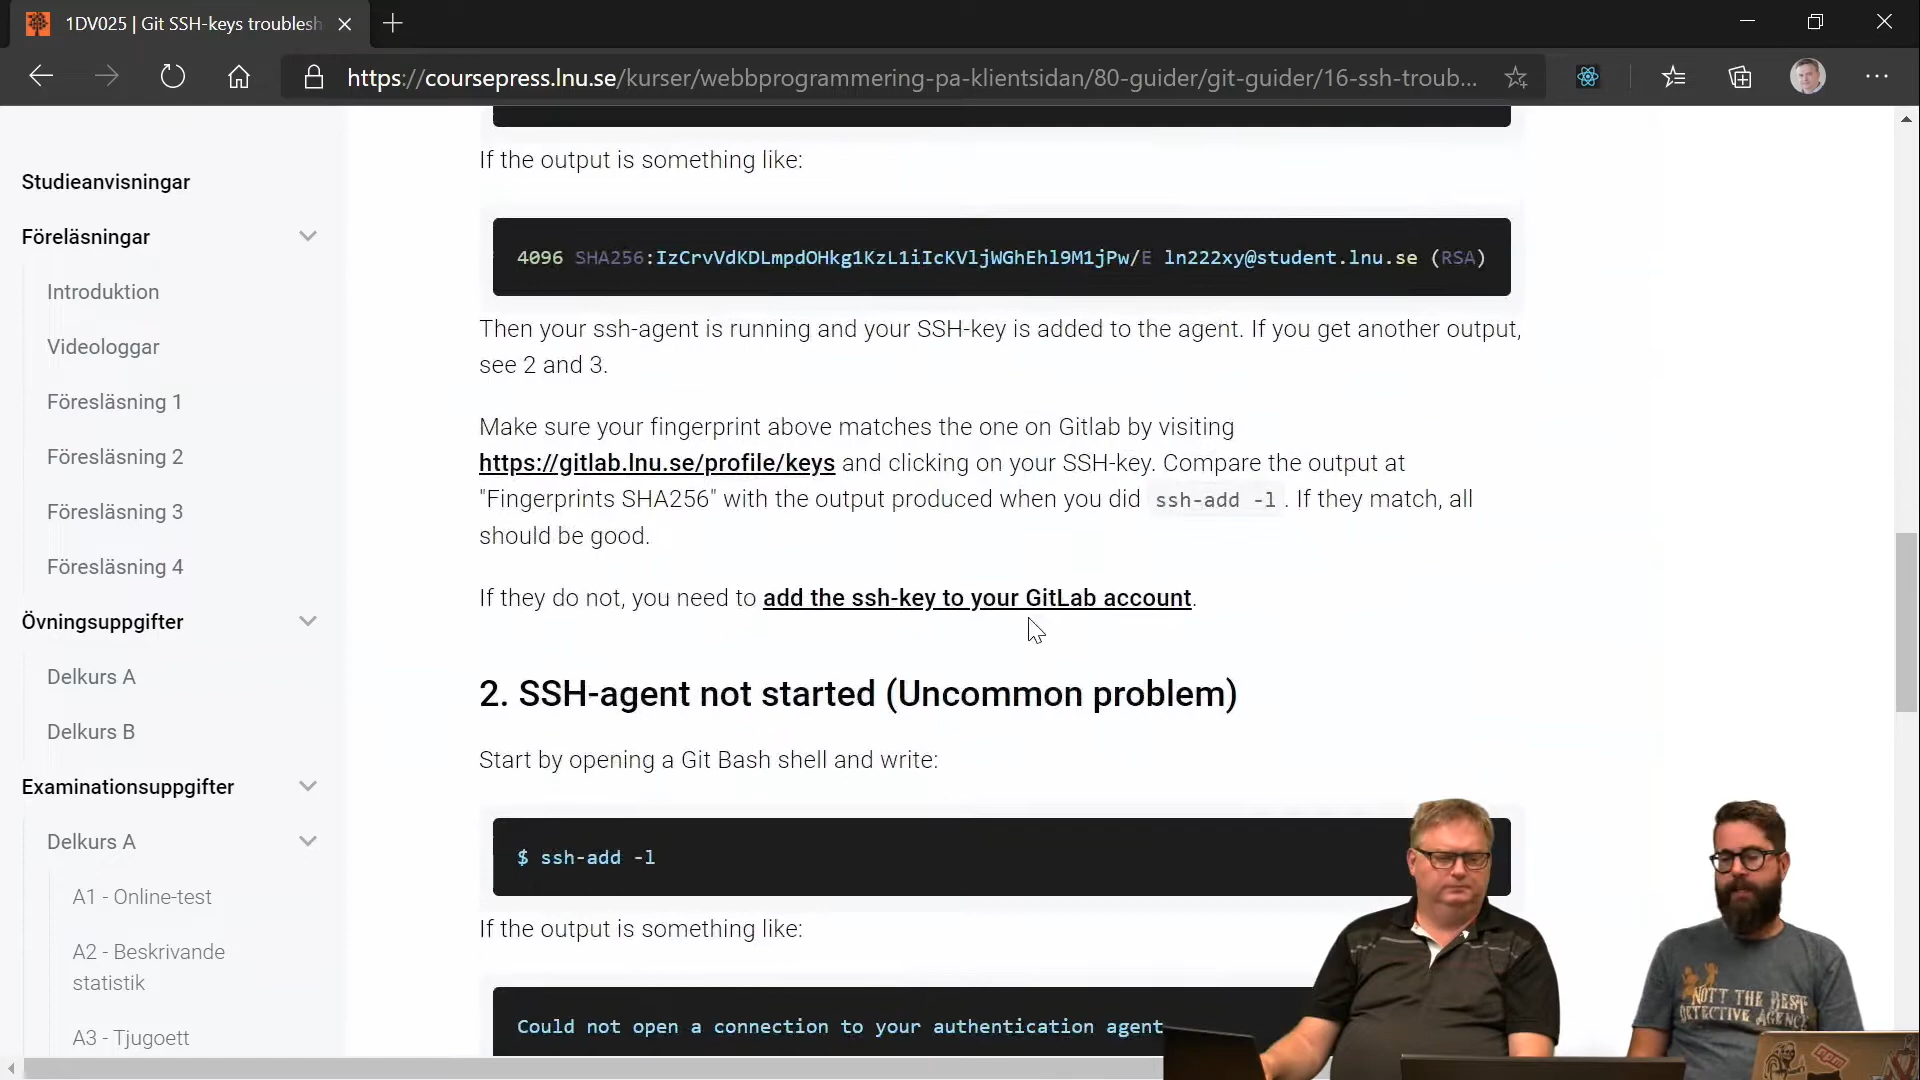 1DV025 | Git SSH-keys troublesh
https://coursepress.lnu.se/kurser/webbprogrammering-pa-klientsidan/80-guider/git-guider/16-ssh-troub...
Studieanvisningar
Föreläsningar
Introduktion
Videologgar
Föresläsning 1
Föresläsning 2
Föresläsning 3
Föresläsning 4
Övningsuppgifter
Delkurs A
Delkurs B
Examinationsuppgifter
Delkurs A
A1 - Online-test
A2 - Beskrivande
statistik
A3 - Tjugoett
If the output is something like:
4096 SHA256:IzCrvVdKDLmpdOHkg1KzL1iIcKVljWGhEhl9M1jPw/E ln222xy@student.lnu.se (RSA)
Then your ssh-agent is running and your SSH-key is added to the agent. If you get another output,
see 2 and 3.
Make sure your fingerprint above matches the one on Gitlab by visiting
https://gitlab.lnu.se/profile/keys and clicking on your SSH-key. Compare the output at
"Fingerprints SHA256" with the output produced when you did ssh-add -l. If they match, all
should be good.
If they do not, you need to add the ssh-key to your GitLab account.
2. SSH-agent not started (Uncommon problem)
Start by opening a Git Bash shell and write:
$ ssh-add -l
If the output is something like:
Could not open a connection to your authentication agent
NOTT THE BEST
DETECTIVE AGENC
npm